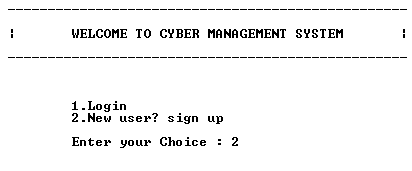 WELCOME TO CYBER MANAGEMENT SYSTEM
1.Login
2.New user? sign up
Enter your Choice : 2